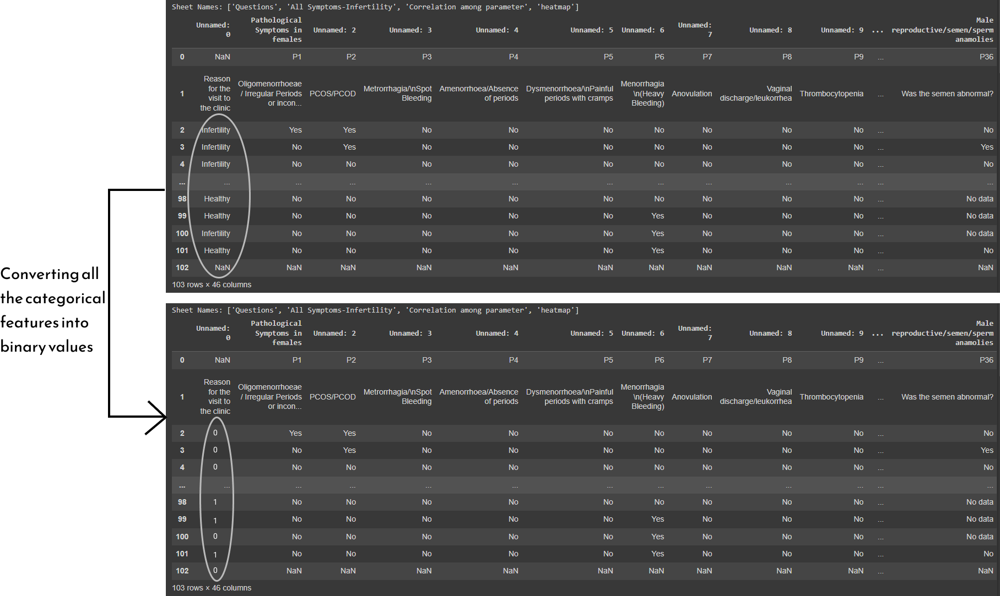 Sheet Names: ['Questions', 'All Symptoms-Infertility', 'Correlation among parameter', 'heatmap']
Unnamed: 0 Pathological Symptoms in females Unnamed: 2 Unnamed: 3 Unnamed: 4 Unnamed: 5 Unnamed: 6 Unnamed: 7 Unnamed: 8 Unnamed: 9 ... Male reproductive/semen/sperm anamolies
0 NaN P1 P2 P3 P4 P5 P6 P7 P8 P9 ... P36
1 Reason for the visit to the clinic Oligomenorrhoeae / Irregular Periods or incon... PCOS/PCOD Metrorrhagia/\nSpot Bleeding Amenorrhoea/Absence of periods Dysmenorrhoea/\nPainful periods with cramps Menorrhagia \n(Heavy Bleeding) Anovulation Vaginal discharge/leukorrhea Thrombocytopenia ... Was the semen abnormal?
2 Infertility Yes Yes No No No No No No No ... No
3 Infertility No Yes No No No No No No No ... Yes
4 Infertility No No No No No No No No No ... No
... ... ... ... ... ... ... ... ... ... ... ... ...
98 Healthy No No No No No No No No No ... No data
99 Healthy No No No No No Yes No No No ... No data
100 Infertility No No No No No Yes No No No ... No data
101 Healthy No No No No No Yes No No No ... No
102 NaN NaN NaN NaN NaN NaN NaN NaN NaN NaN ... NaN
103 rows × 46 columns
Converting all
the categorical
features into
binary values
Sheet Names: ['Questions', 'All Symptoms-Infertility', 'Correlation among parameter', 'heatmap']
Unnamed: 0 Pathological Symptoms in females Unnamed: 2 Unnamed: 3 Unnamed: 4 Unnamed: 5 Unnamed: 6 Unnamed: 7 Unnamed: 8 Unnamed: 9 ... Male reproductive/semen/sperm anamolies
0 NaN P1 P2 P3 P4 P5 P6 P7 P8 P9 ... P36
1 Reason for the visit to the clinic Oligomenorrhoeae / Irregular Periods or incon... PCOS/PCOD Metrorrhagia/\nSpot Bleeding Amenorrhoea/Absence of periods Dysmenorrhoea/\nPainful periods with cramps Menorrhagia \n(Heavy Bleeding) Anovulation Vaginal discharge/leukorrhea Thrombocytopenia ... Was the semen abnormal?
2 0 Yes Yes No No No No No No No ... No
3 0 No Yes No No No No No No No ... Yes
4 0 No No No No No No No No No ... No
... ... ... ... ... ... ... ... ... ... ... ... ...
98 1 No No No No No No No No No ... No data
99 1 No No No No No Yes No No No ... No data
100 0 No No No No No Yes No No No ... No data
101 1 No No No No No Yes No No No ... No
102 0 NaN NaN NaN NaN NaN NaN NaN NaN NaN ... NaN
103 rows × 46 columns